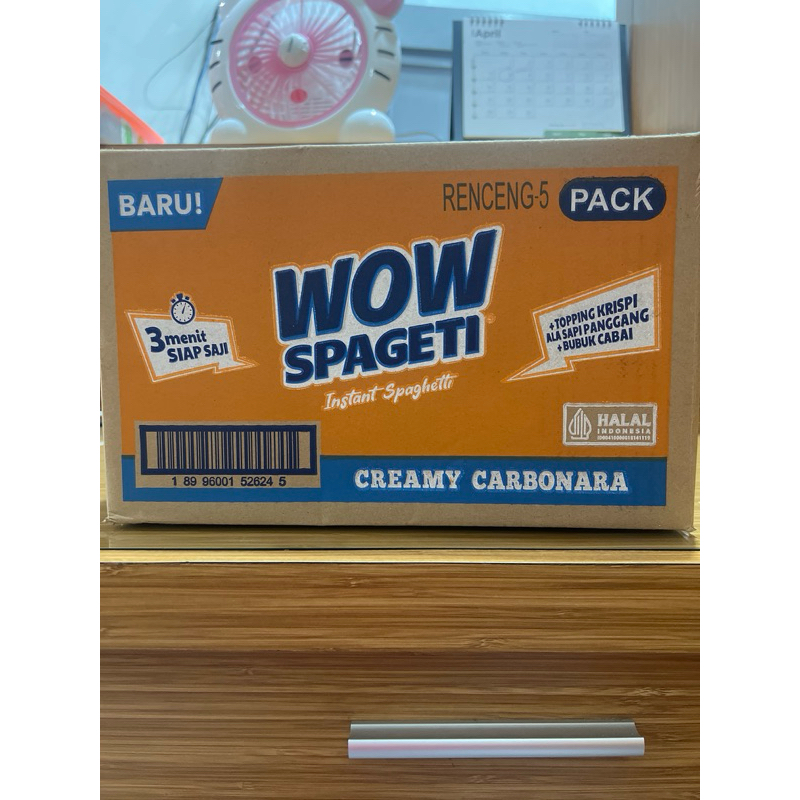 April
BARU!
RENCENG-5 PACK
WOW
SPAGETI
Instant Spaghetti
3 menit
SIAP SAJI
+TOPPING KRISPI
ALA SAPI PANGGANG
+BUBUK CABAI
HALAL
INDONESIA
1 89 96001 52624 5
CREAMY CARBONARA